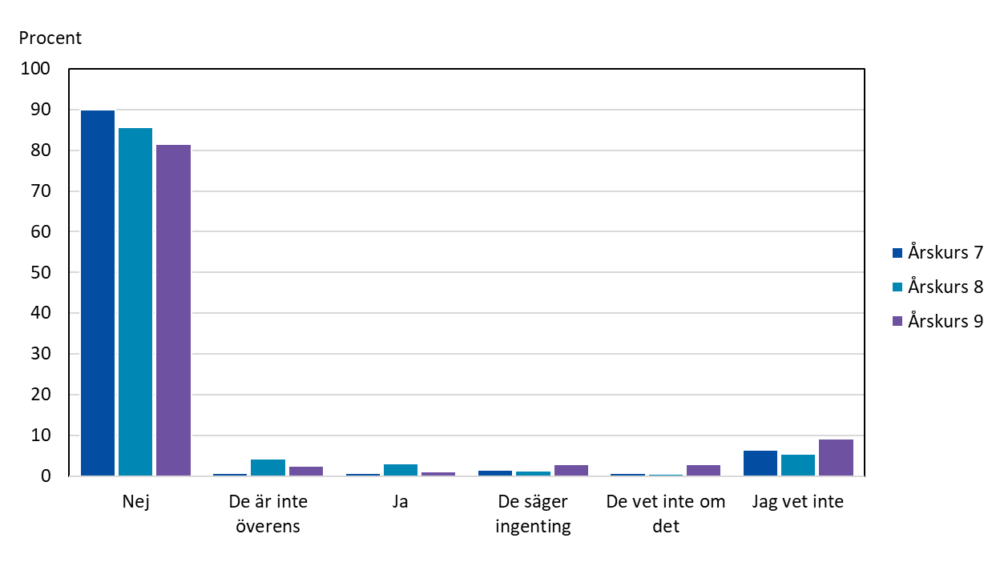 Procent
100
90
80
70
60
50
40
30
20
10
0
Nej
De är inte
överens
Ja
De säger
ingenting
De vet inte om
det
Jag vet inte
Årskurs 7
Årskurs 8
Årskurs 9